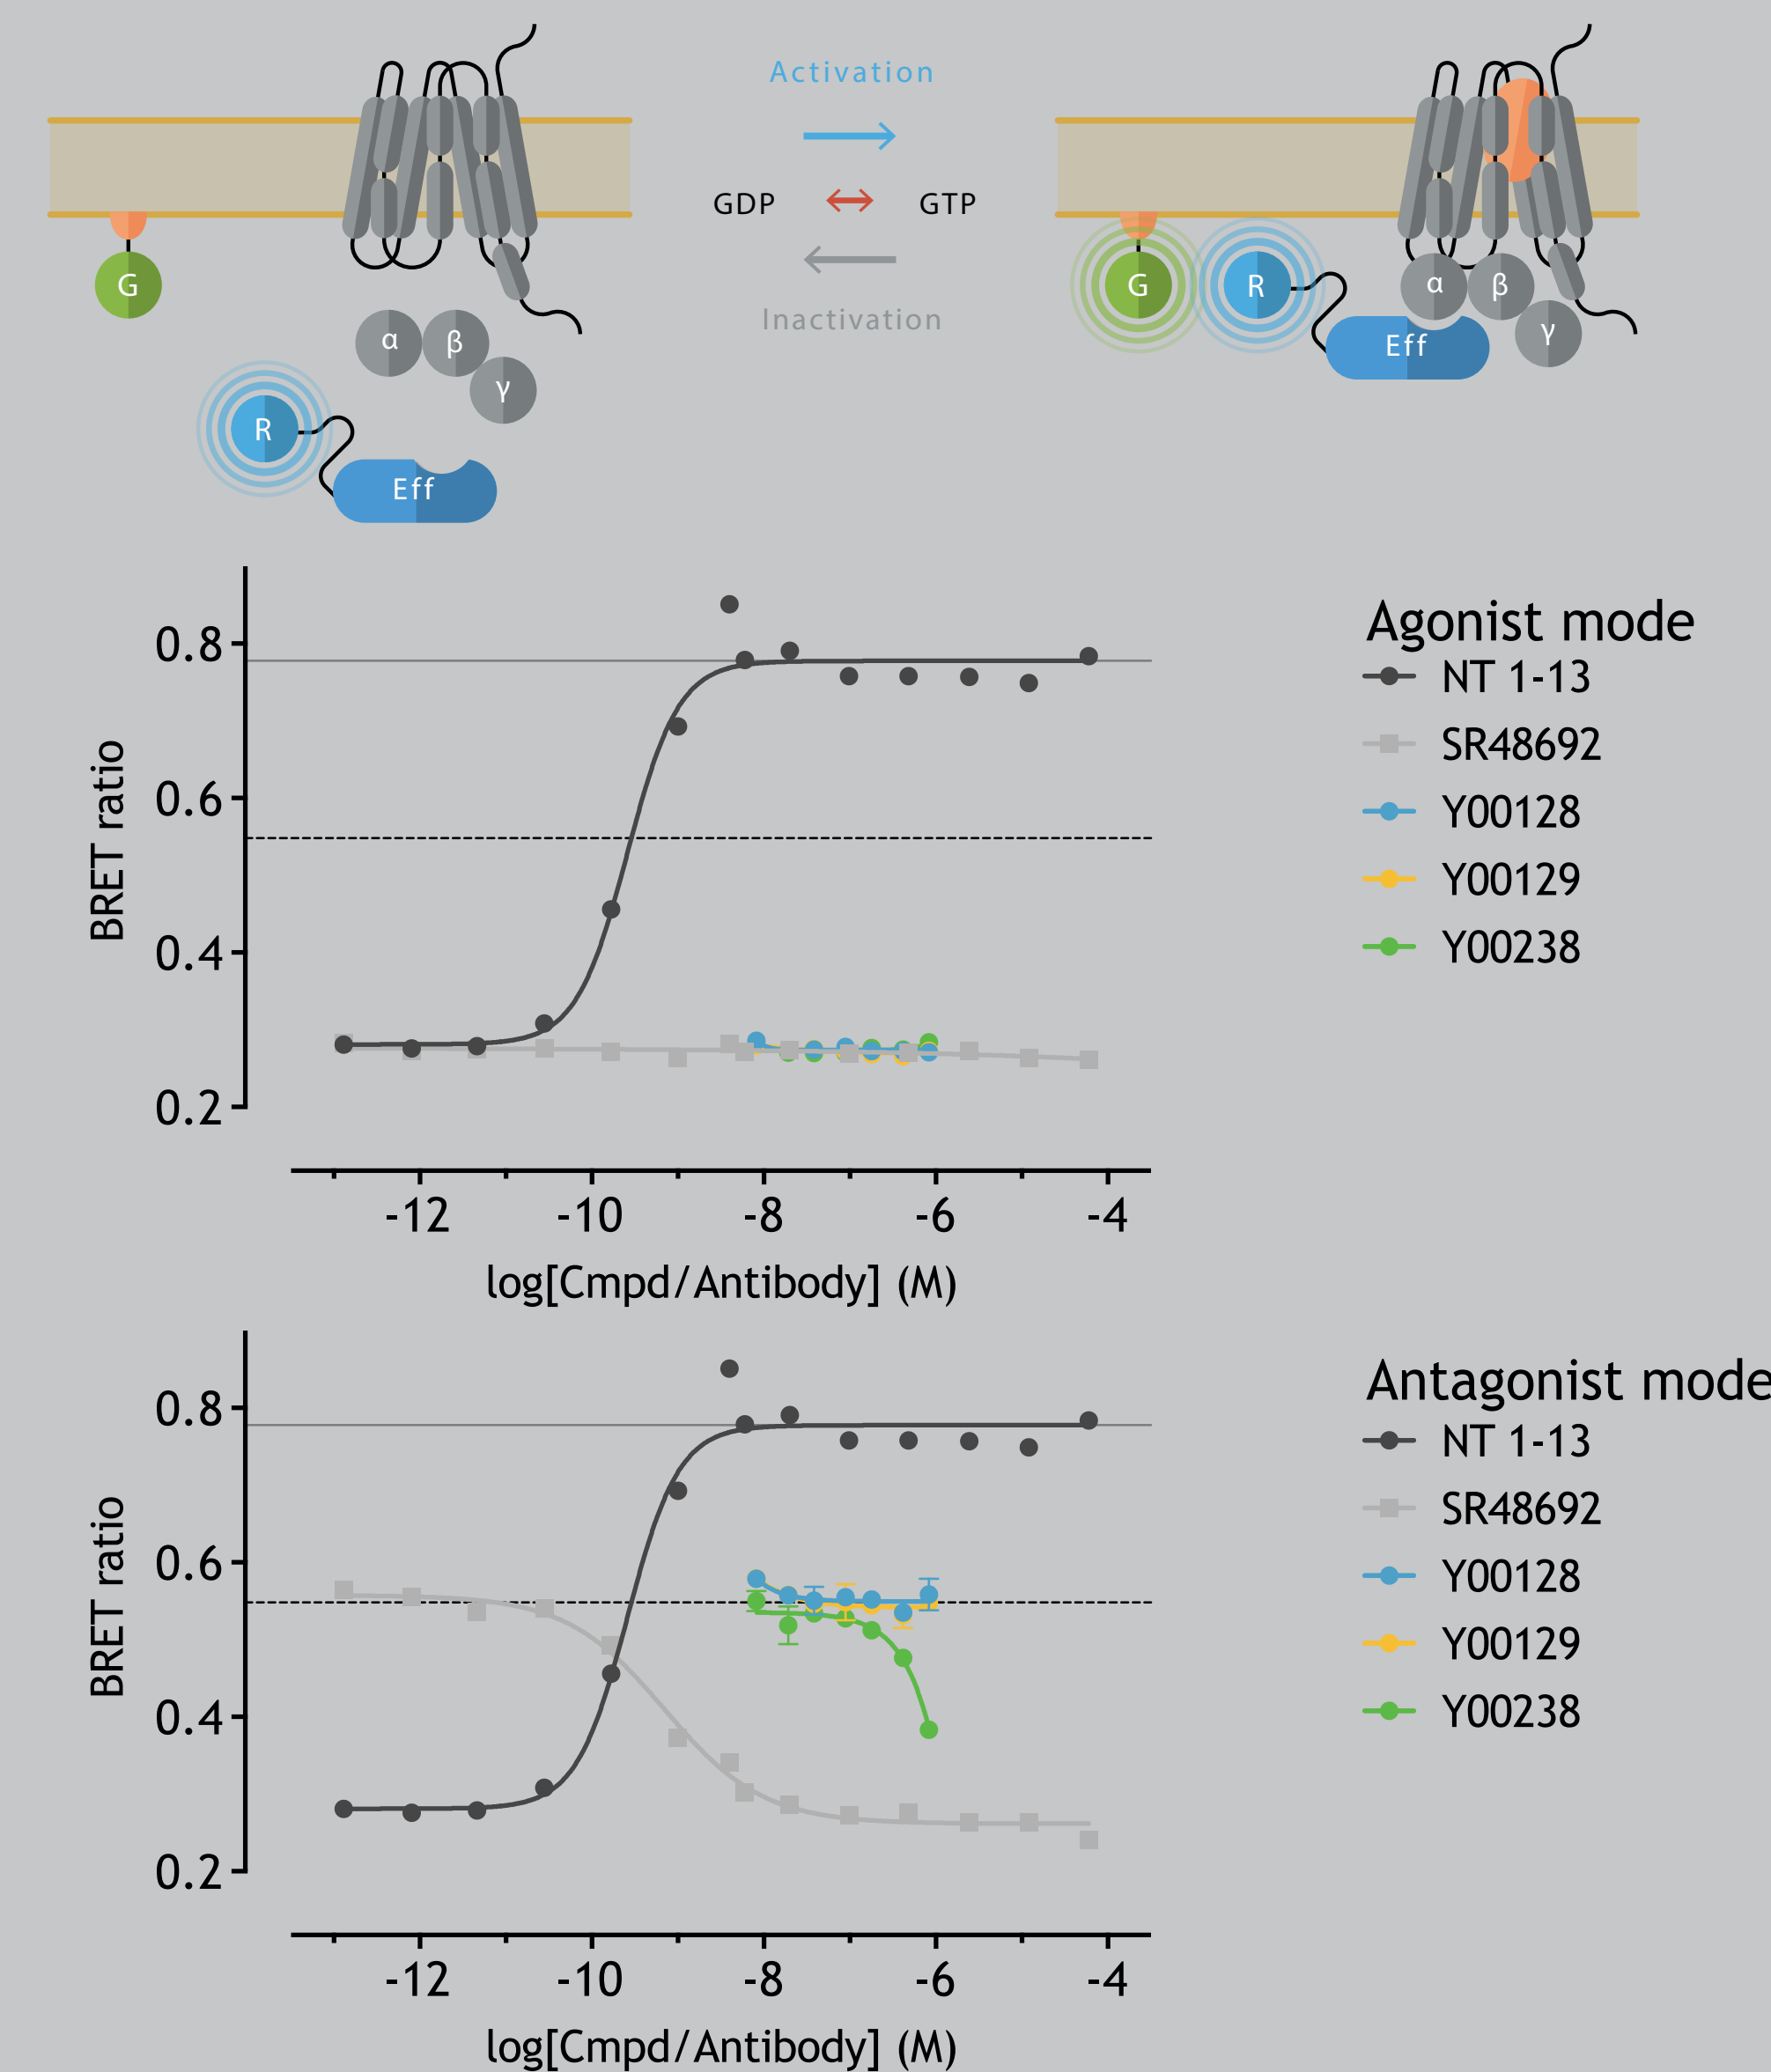 Activation
GDP
GTP
Inactivation
G
α
β
γ
R
Eff
G
R
α
β
γ
Eff
Agonist mode
NT 1-13
SR48692
Y00128
Y00129
Y00238
BRET ratio
0.8
0.6
0.4
0.2
-12 -10 -8 -6 -4
log[Cmpd/Antibody] (M)
Antagonist mode
NT 1-13
SR48692
Y00128
Y00129
Y00238
BRET ratio
0.8
0.6
0.4
0.2
-12 -10 -8 -6 -4
log[Cmpd/Antibody] (M)